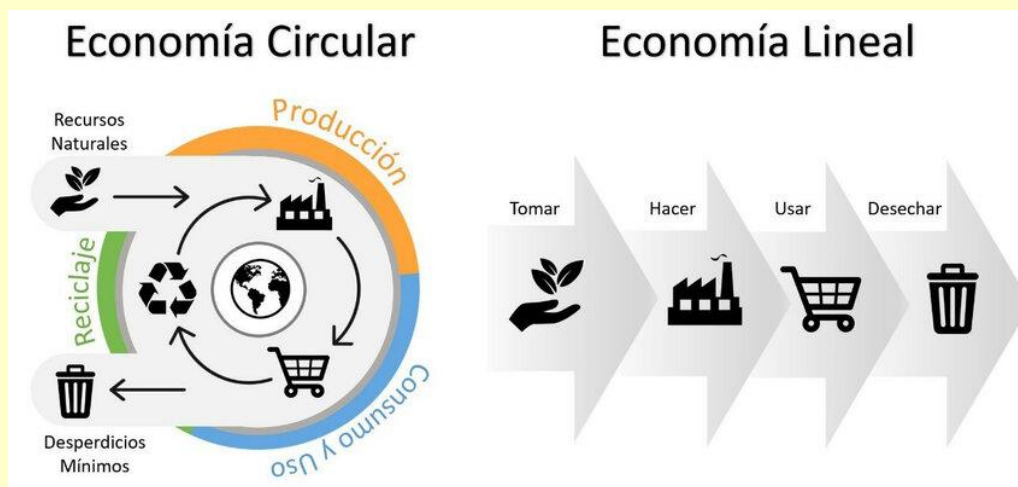 Economía Circular
Economía Lineal
Recursos
Naturales
Producción
Reciclaje
Consumo y Uso
Desperdicios
Mínimos
Tomar
Hacer
Usar
Desechar